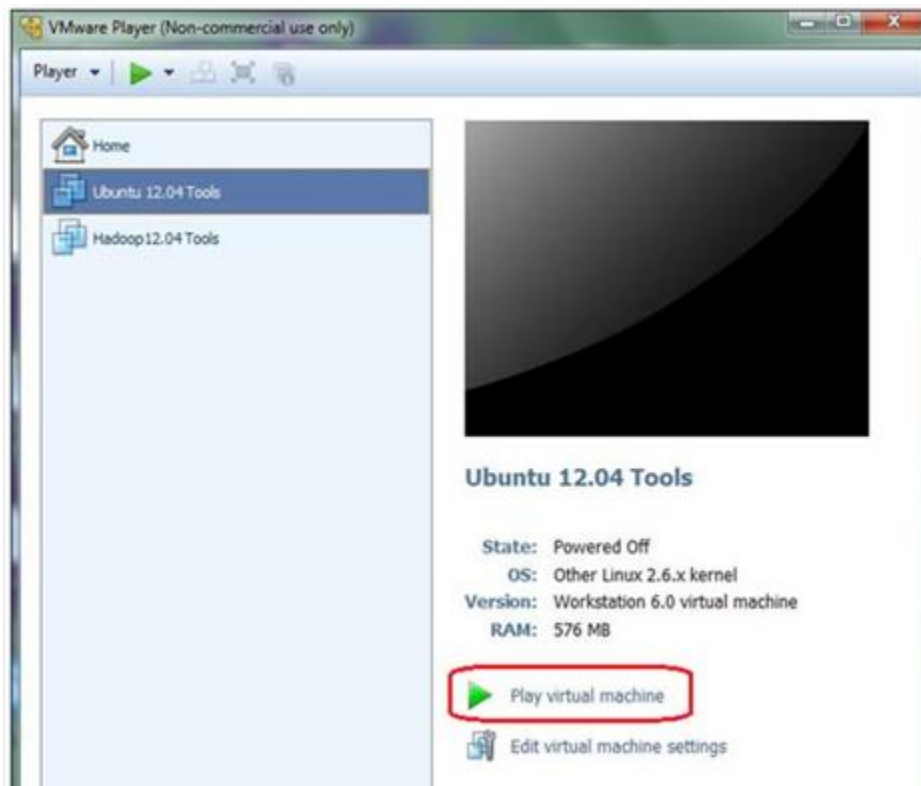 VMware Player (Non-commercial use only)
Player
Home
Ubuntu 12.04 Tools
Hadoop12.04 Tools
Ubuntu 12.04 Tools
State: Powered Off
OS: Other Linux 2.6.x kernel
Version: Workstation 6.0 virtual machine
RAM: 576 MB
Play virtual machine
Edit virtual machine settings